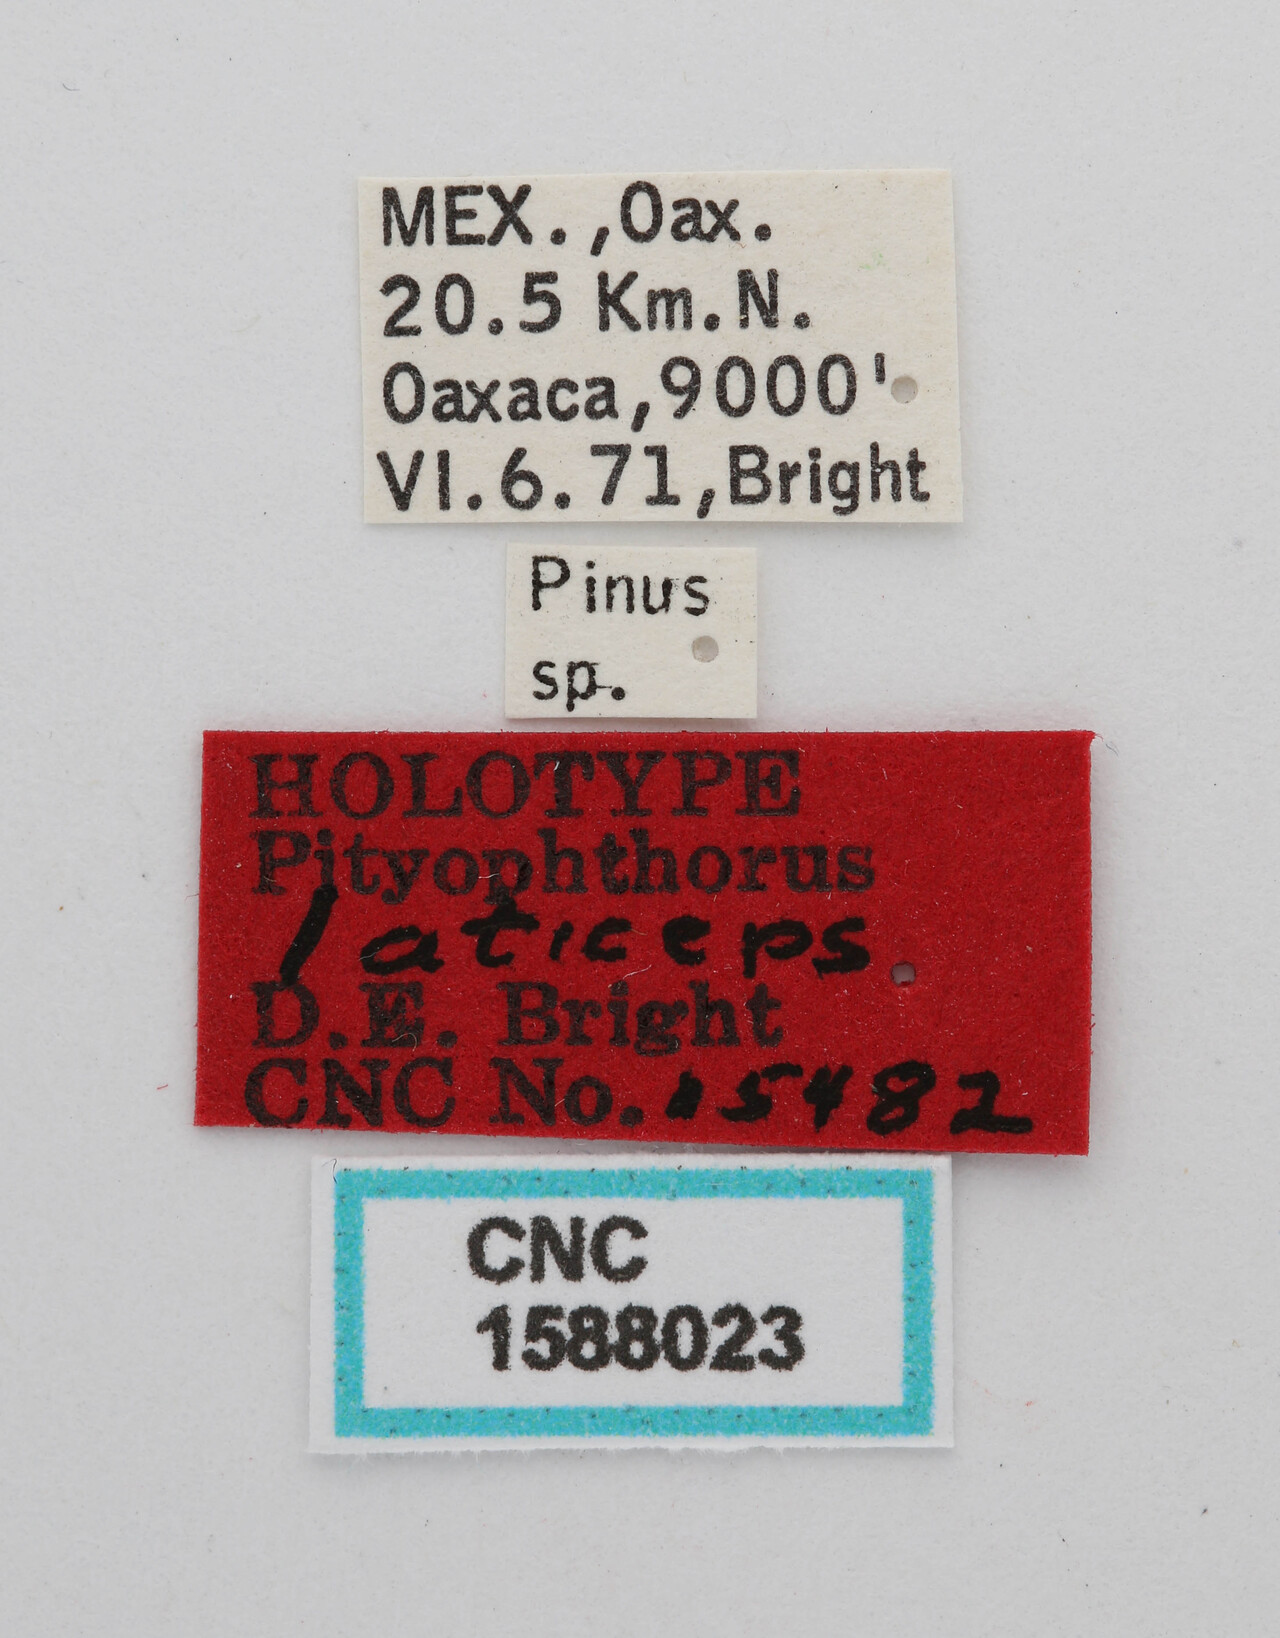 MEX.,Oax.
20.5 Km.N.
Oaxaca,9000'
VI.6.71,Bright
Pinus
sp.
HOLOTYPE
Pityophthorus
laticeps
D.E. Bright
CNC No. 15482
CNC
1588023